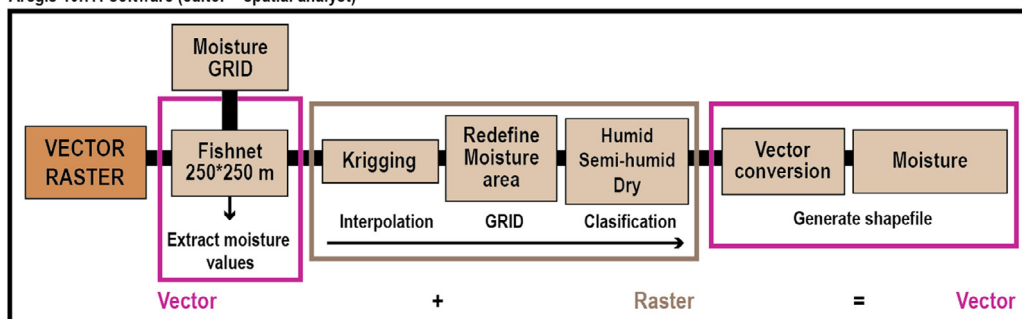 Moisture
GRID
VECTOR
RASTER
Fishnet
250*250 m
Extract moisture
values
Krigging
Redefine
Moisture
area
Humid
Semi-humid
Dry
Interpolation
GRID
Clasification
Vector
conversion
Moisture
Generate shapefile
Vector + Raster = Vector